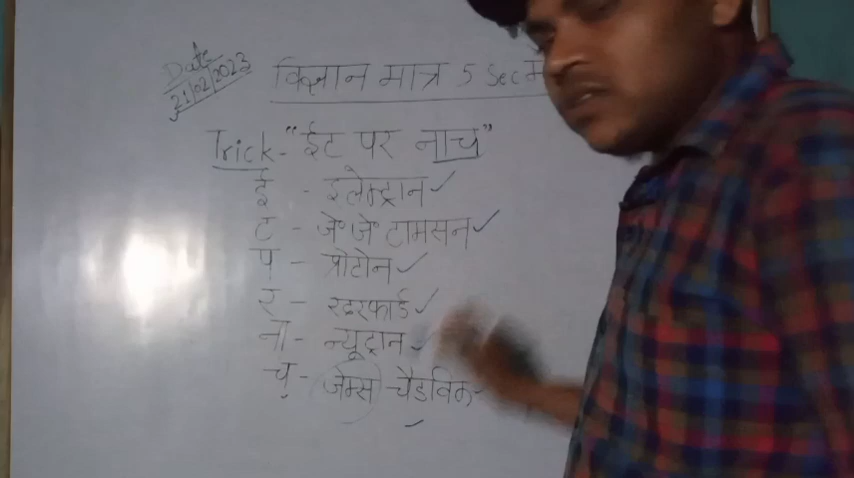 Date
21/02/2023
विज्ञान मात्र 5 Sec में
Trick - "ईट पर नाच"
ई - इलेक्ट्रान ✓
ट - जे॰ जे॰ टामसन ✓
प - प्रोटोन ✓
र - रदरफोर्ड ✓
ना - न्यूट्रान ✓
च - जेम्स चैडविक